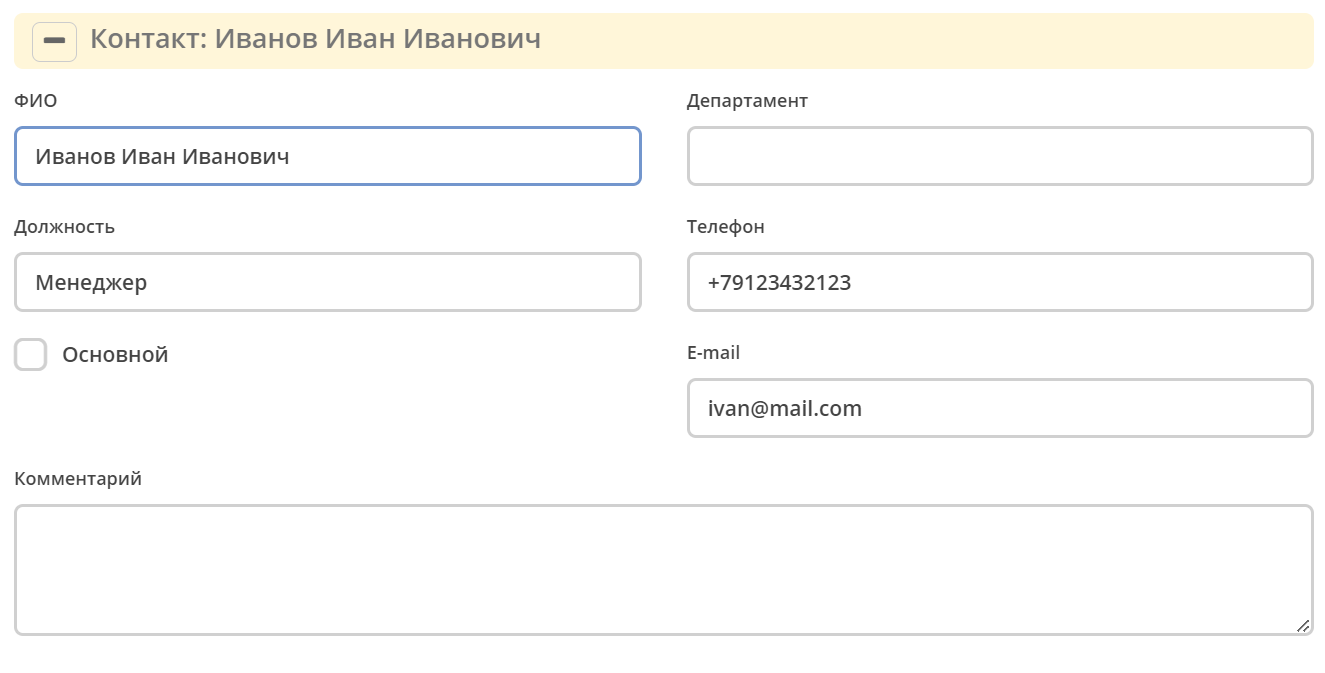 Контакт: Иванов Иван Иванович
ФИО
Департамент
Иванов Иван Иванович
Должность
Телефон
Менеджер
+79123432123
Основной
E-mail
ivan@mail.com
Комментарий